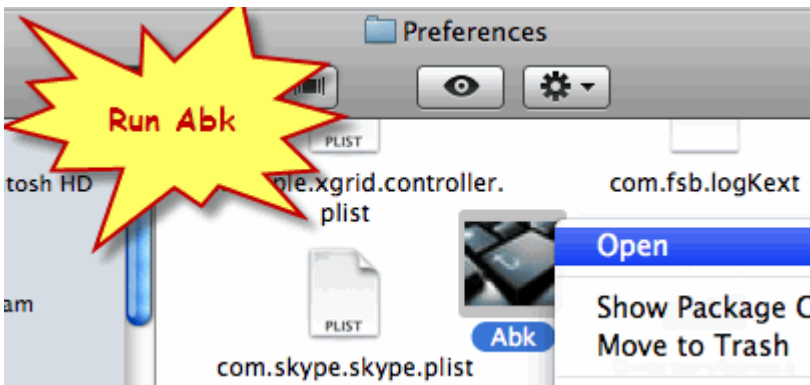 Preferences
Run Abk
PLIST
tosh HD
ple.xgrid.controller.
plist
com.fsb.logKext
Open
am
PLIST
Abk
Show Package
Move to Trash
com.skype.skype.plist